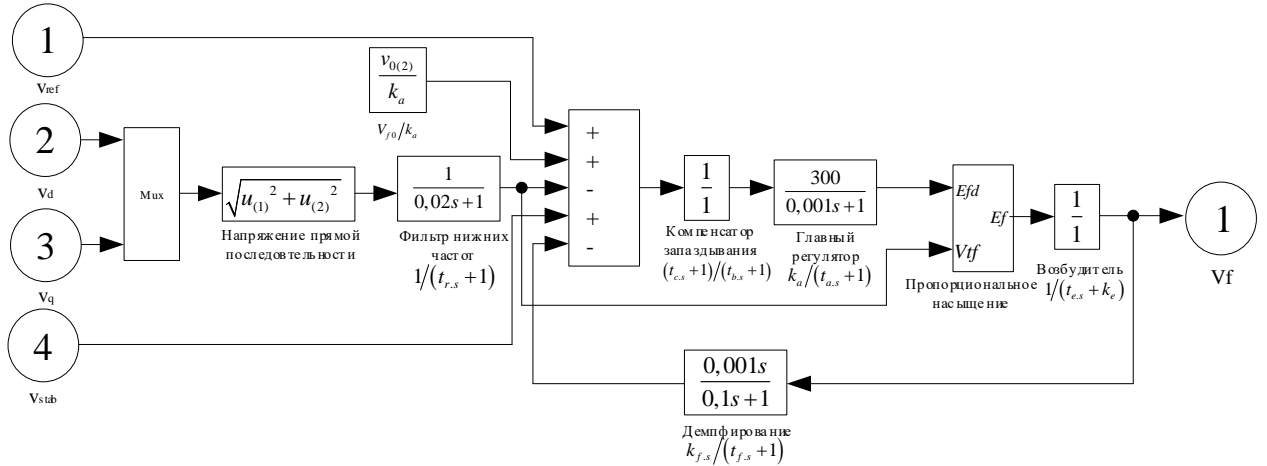 1
Vref
2
Vd
3
Vq
4
Vstab
Mux
√u(1)² + u(2)²
Напряжение прямой
последовтельности
v0(2)
ka
Vf0/ka
1
0,02s+1
Фильтр нижних
частот
1/(tr.s +1)
+
+
-
+
-
1
1
Компенсатор
запаздывания
(tc.s +1)/(tb.s +1)
300
0,001s+1
Главный
регулятор
ka/(ta.s +1)
Efd
Ef
Vtf
Пропорциональное
насыщение
1
1
Возбудитель
1/(te.s + ke)
1
Vf
0,001s
0,1s+1
Демпфирование
kf.s/(tf.s +1)